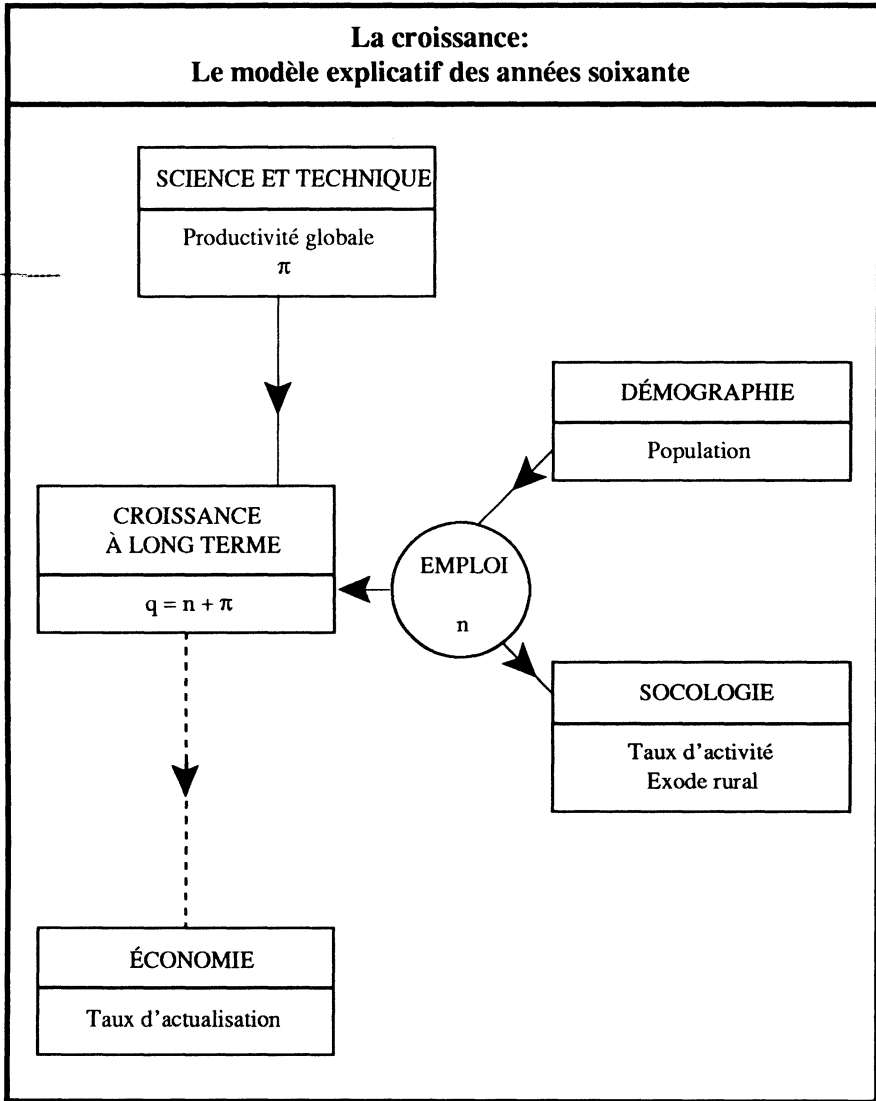 La croissance:
Le modèle explicatif des années soixante
SCIENCE ET TECHNIQUE
Productivité globale
π
DÉMOGRAPHIE
Population
CROISSANCE
À LONG TERME
q = n + π
EMPLOI
n
SOCOLOGIE
Taux d'activité
Exode rural
ÉCONOMIE
Taux d'actualisation